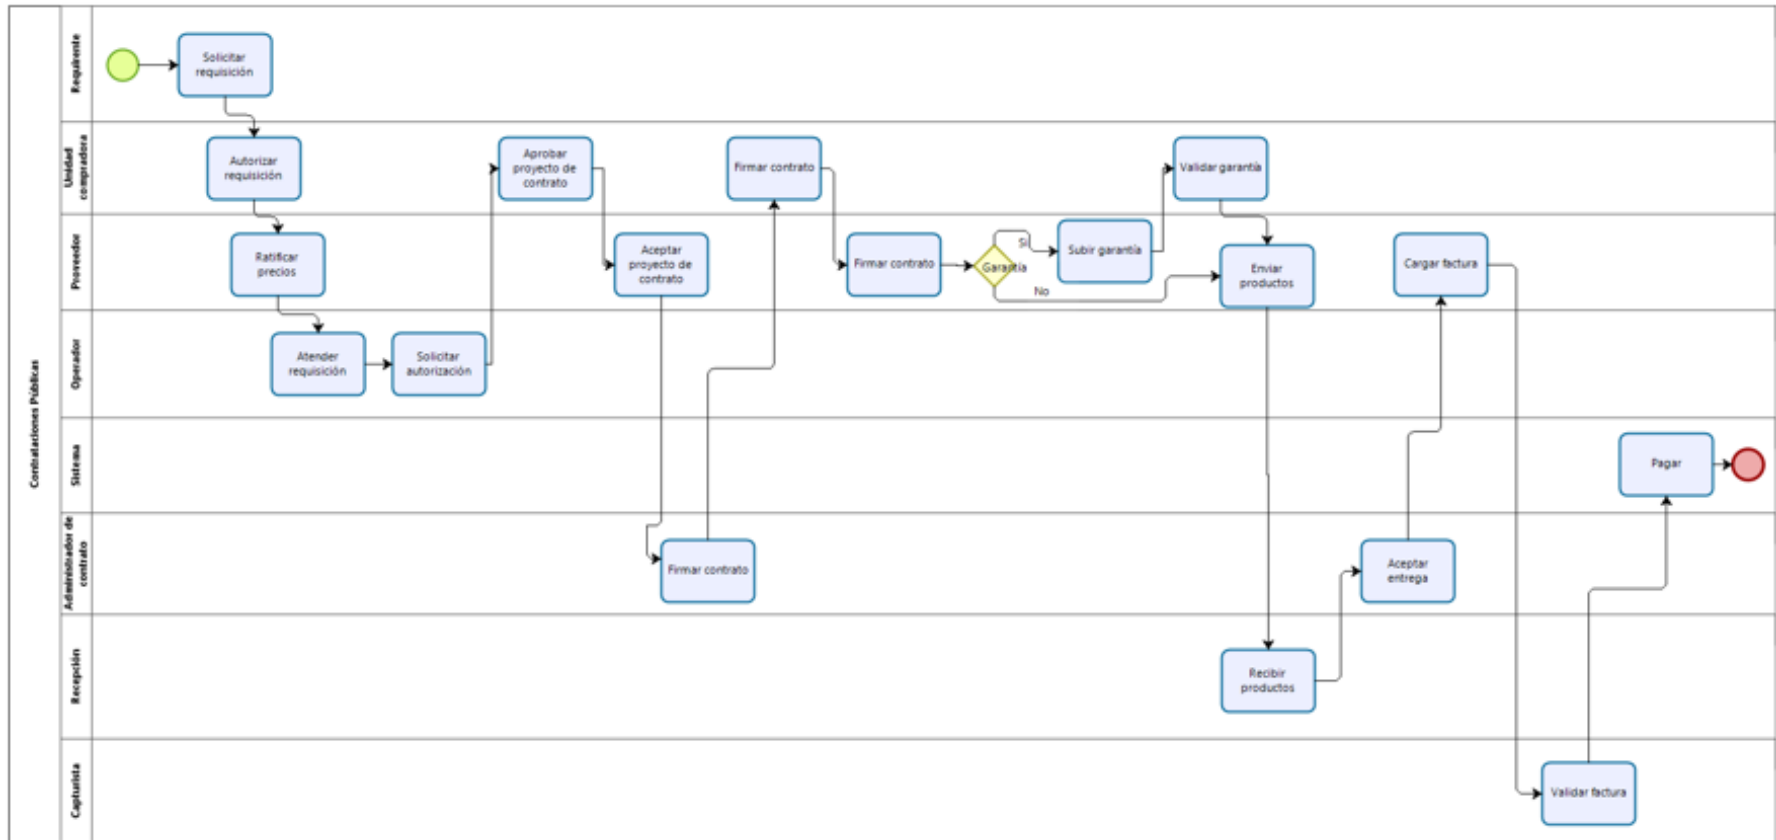 Contrataciones Públicas
Requirente
Solicitar
requisición
Unidad
compradora
Autorizar
requisición
Aprobar
proyecto de
contrato
Firmar contrato
Validar garantía
Proveedor
Ratificar
precios
Aceptar
proyecto de
contrato
Firmar contrato
Garantía
Si
No
Subir garantía
Enviar
productos
Cargar factura
Operador
Atender
requisición
Solicitar
autorización
Sistema
Pagar
Administrador de
contrato
Firmar contrato
Aceptar
entrega
Recepción
Recibir
productos
Capturista
Validar factura